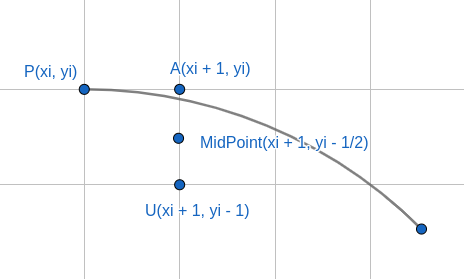 P(xi, yi)
A(xi + 1, yi)
MidPoint(xi + 1, yi - 1/2)
U(xi + 1, yi - 1)